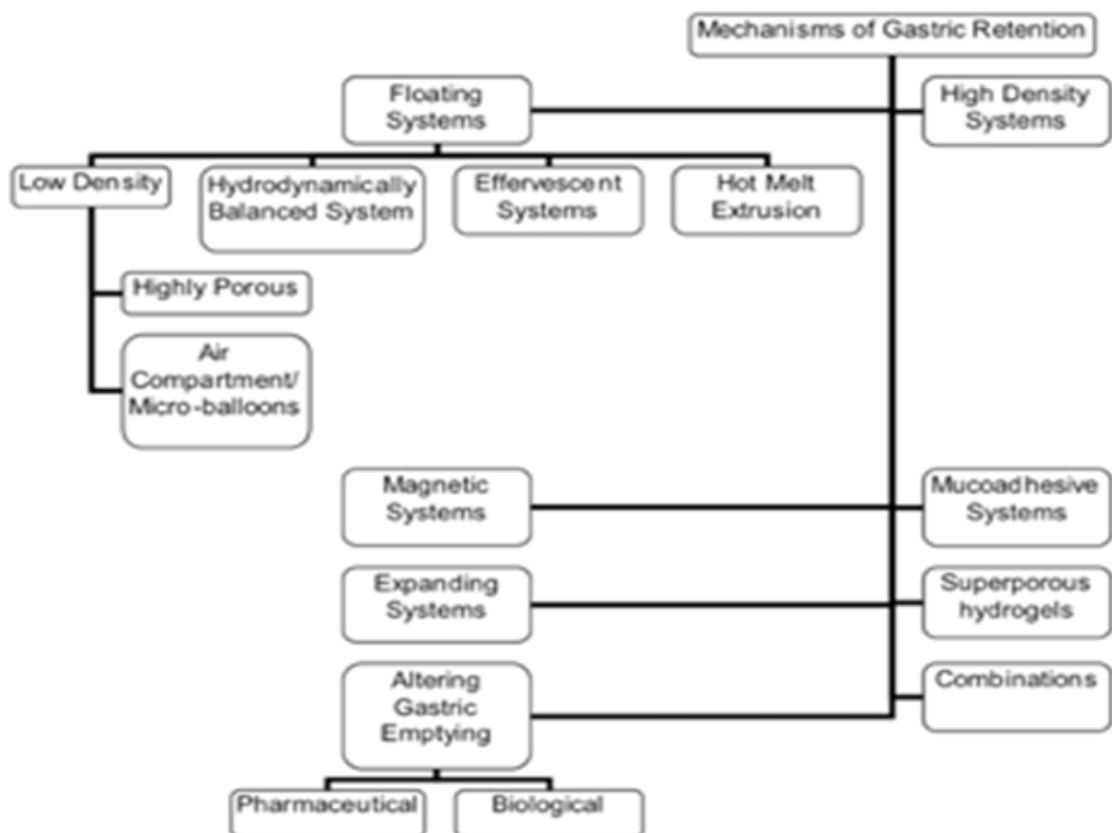 Mechanisms of Gastric Retention
Floating
Systems
High Density
Systems
Low Density
Hydrodynamically
Balanced System
Effervescent
Systems
Hot Melt
Extrusion
Highly Porous
Air
Compartment/
Micro-balloons
Magnetic
Systems
Mucoadhesive
Systems
Expanding
Systems
Superporous
hydrogels
Altering
Gastric
Emptying
Combinations
Pharmaceutical
Biological